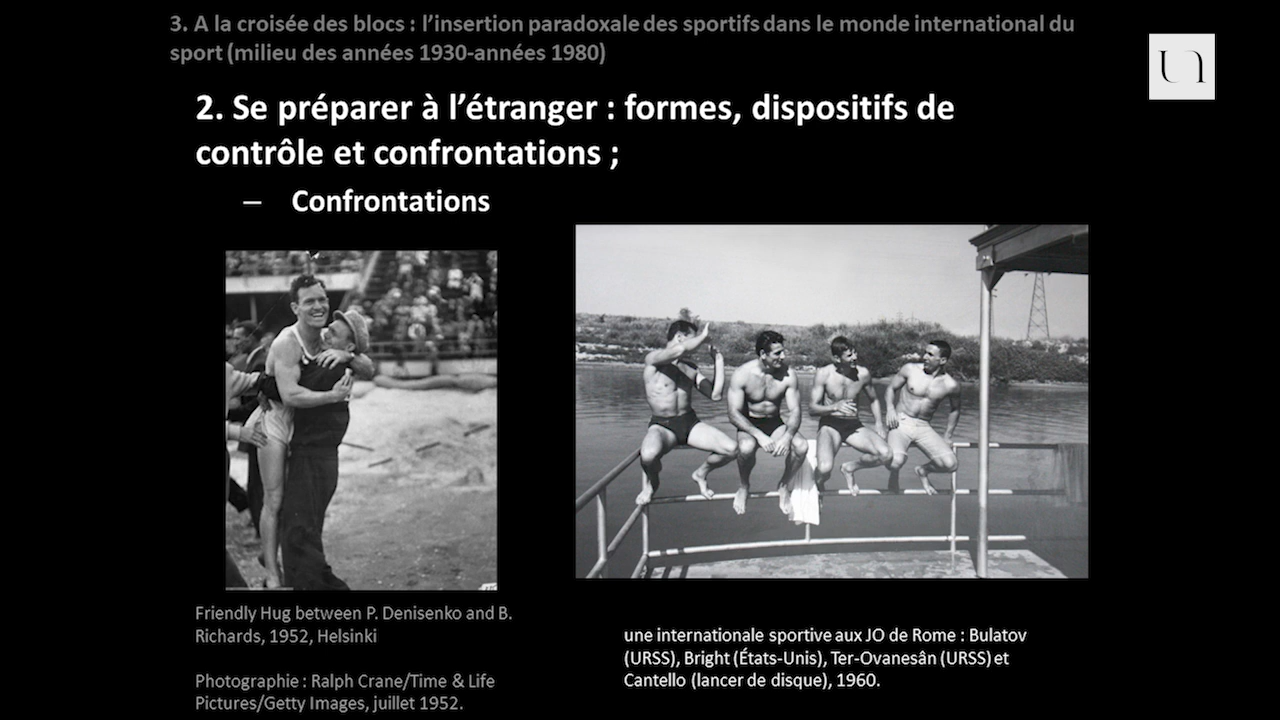 3. A la croisée des blocs : l’insertion paradoxale des sportifs dans le monde international du
sport (milieu des années 1930-années 1980)
2. Se préparer à l’étranger : formes, dispositifs de
contrôle et confrontations ;
– Confrontations
Friendly Hug between P. Denisenko and B.
Richards, 1952, Helsinki
Photographie : Ralph Crane/Time & Life
Pictures/Getty Images, juillet 1952.
une internationale sportive aux JO de Rome : Bulatov
(URSS), Bright (États-Unis), Ter-Ovanesân (URSS) et
Cantello (lancer de disque), 1960.